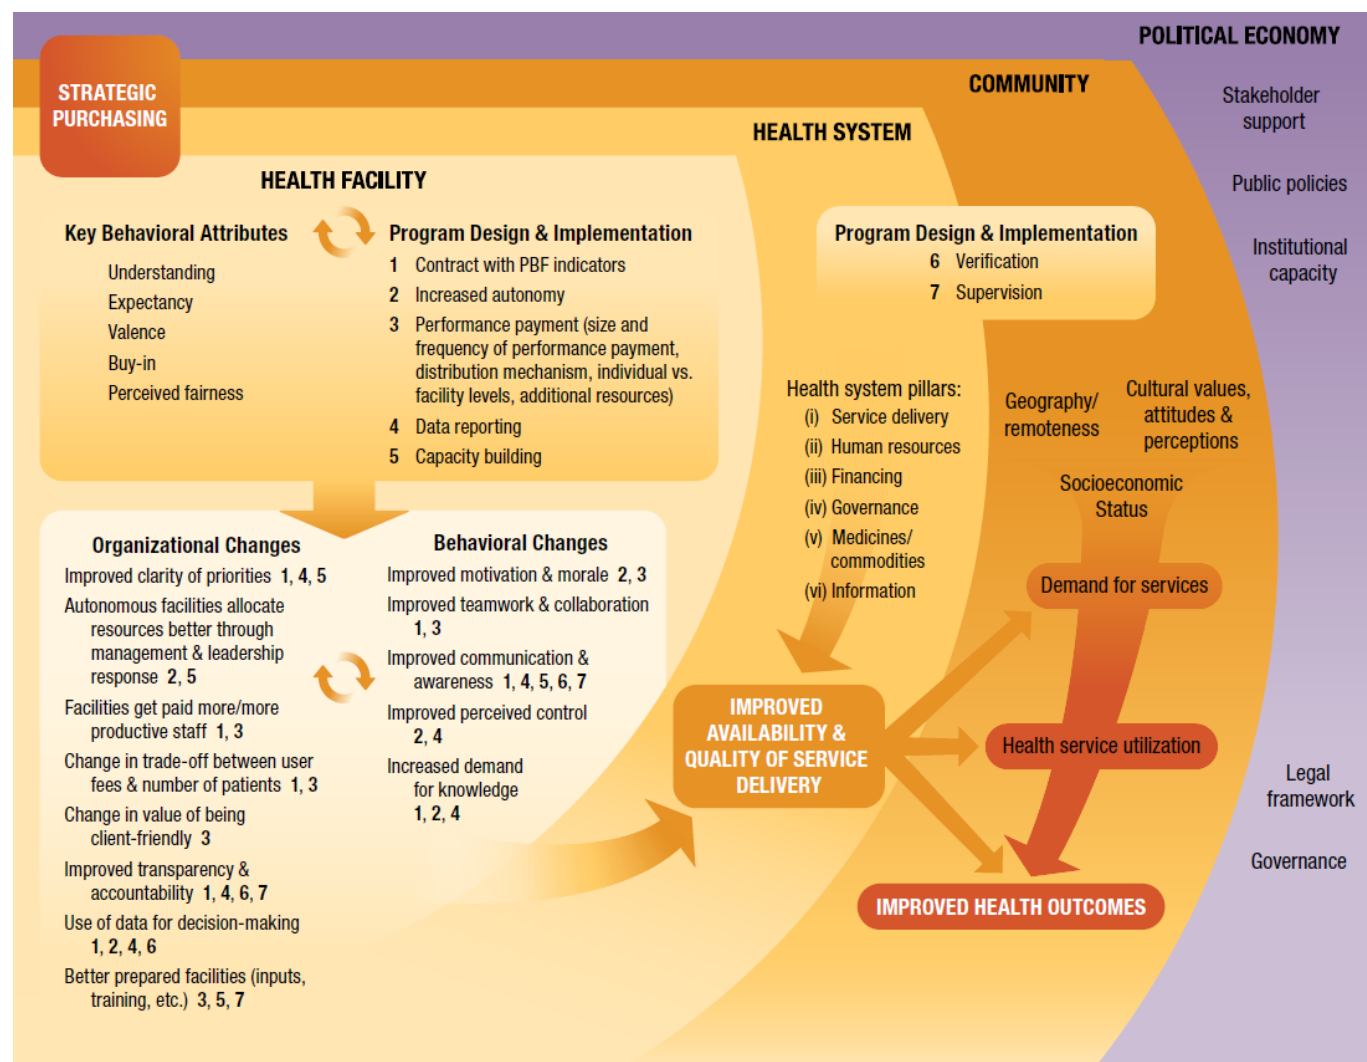 POLITICAL ECONOMY
COMMUNITY
HEALTH SYSTEM
STRATEGIC
PURCHASING
HEALTH FACILITY
Stakeholder
support
Public policies
Institutional
capacity
Legal
framework
Governance
Key Behavioral Attributes
Understanding
Expectancy
Valence
Buy-in
Perceived fairness
Program Design & Implementation
1 Contract with PBF indicators
2 Increased autonomy
3 Performance payment (size and
frequency of performance payment,
distribution mechanism, individual vs.
facility levels, additional resources)
4 Data reporting
5 Capacity building
Program Design & Implementation
6 Verification
7 Supervision
Health system pillars:
(i) Service delivery
(ii) Human resources
(iii) Financing
(iv) Governance
(v) Medicines/
commodities
(vi) Information
Geography/
remoteness
Cultural values,
attitudes &
perceptions
Socioeconomic
Status
Organizational Changes
Improved clarity of priorities 1, 4, 5
Autonomous facilities allocate
resources better through
management & leadership
response 2, 5
Facilities get paid more/more
productive staff 1, 3
Change in trade-off between user
fees & number of patients 1, 3
Change in value of being
client-friendly 3
Improved transparency &
accountability 1, 4, 6, 7
Use of data for decision-making
1, 2, 4, 6
Better prepared facilities (inputs,
training, etc.) 3, 5, 7
Behavioral Changes
Improved motivation & morale 2, 3
Improved teamwork & collaboration
1, 3
Improved communication &
awareness 1, 4, 5, 6, 7
Improved perceived control
2, 4
Increased demand
for knowledge
1, 2, 4
IMPROVED
AVAILABILITY &
QUALITY OF SERVICE
DELIVERY
Demand for services
Health service utilization
IMPROVED HEALTH OUTCOMES